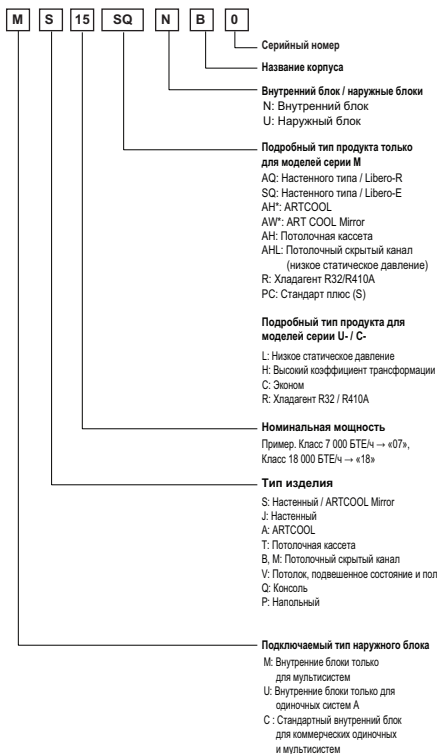 M S 15 SQ N B 0
Серийный номер
Название корпуса
Внутренний блок / наружные блоки
N: Внутренний блок
U: Наружный блок
Подробный тип продукта только
для моделей серии M
AQ: Настенного типа / Libero-R
SQ: Настенного типа / Libero-E
AH*: ARTCOOL
AW*: ART COOL Mirror
AH: Потолочная кассета
AHL: Потолочный скрытый канал
(низкое статическое давление)
R: Хладагент R32/R410A
PC: Стандарт плюс (S)
Подробный тип продукта для
моделей серии U- / C-
L: Низкое статическое давление
H: Высокий коэффициент трансформации
C: Эконом
R: Хладагент R32 / R410A
Номинальная мощность
Пример. Класс 7 000 БТЕ/ч → «07»,
Класс 18 000 БТЕ/ч → «18»
Тип изделия
S: Настенный / ARTCOOL Mirror
J: Настенный
A: ARTCOOL
T: Потолочная кассета
B, M: Потолочный скрытый канал
V: Потолок, подвешенное состояние и пол
Q: Консоль
P: Напольный
Подключаемый тип наружного блока
M: Внутренние блоки только
для мультисистем
U: Внутренние блоки только для
одиночных систем A
C : Стандартный внутренний блок
для коммерческих одиночных
и мультисистем